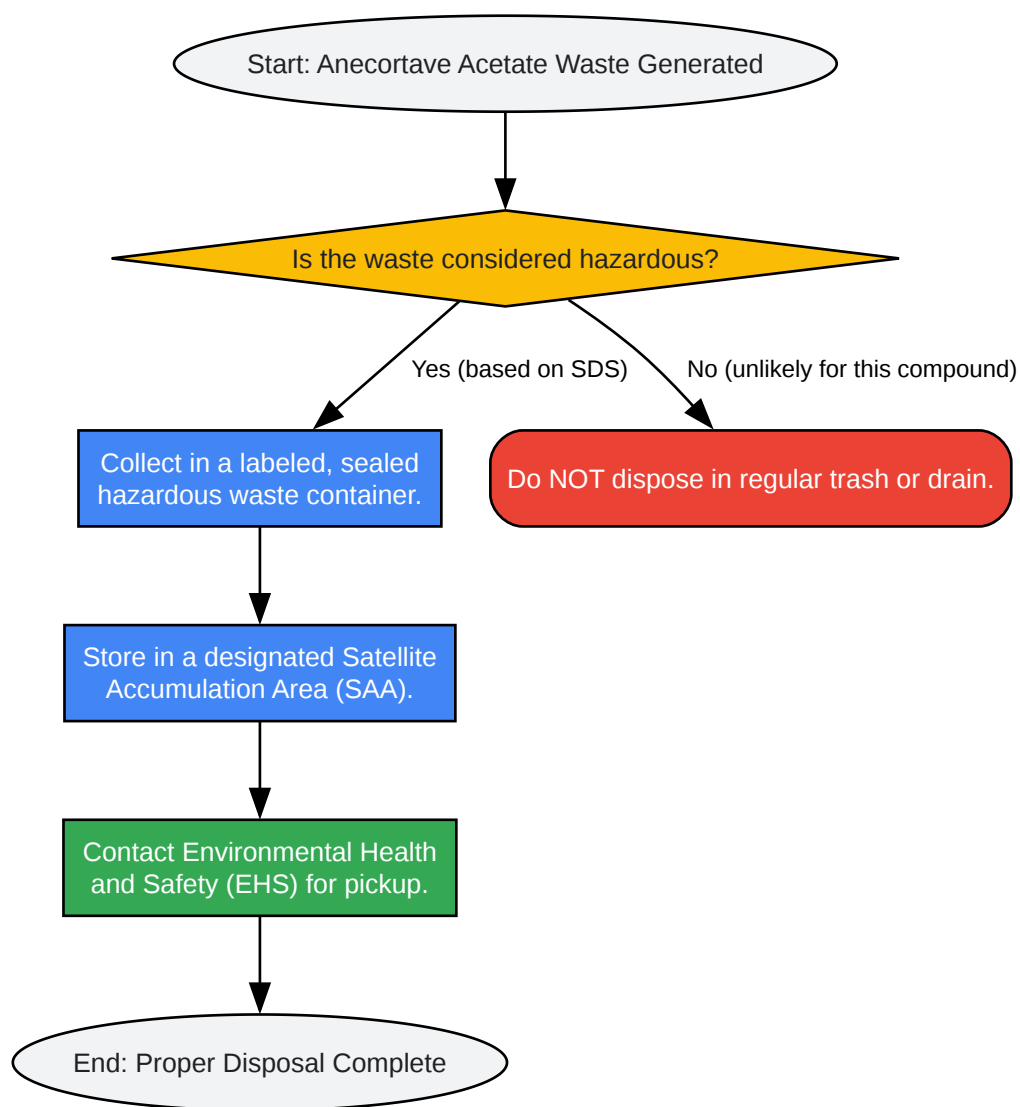 Start: Anecortave Acetate Waste Generated
Is the waste considered hazardous?
Yes (based on SDS)
No (unlikely for this compound)
Collect in a labeled, sealed
hazardous waste container.
Do NOT dispose in regular trash or drain.
Store in a designated Satellite
Accumulation Area (SAA).
Contact Environmental Health
and Safety (EHS) for pickup.
End: Proper Disposal Complete